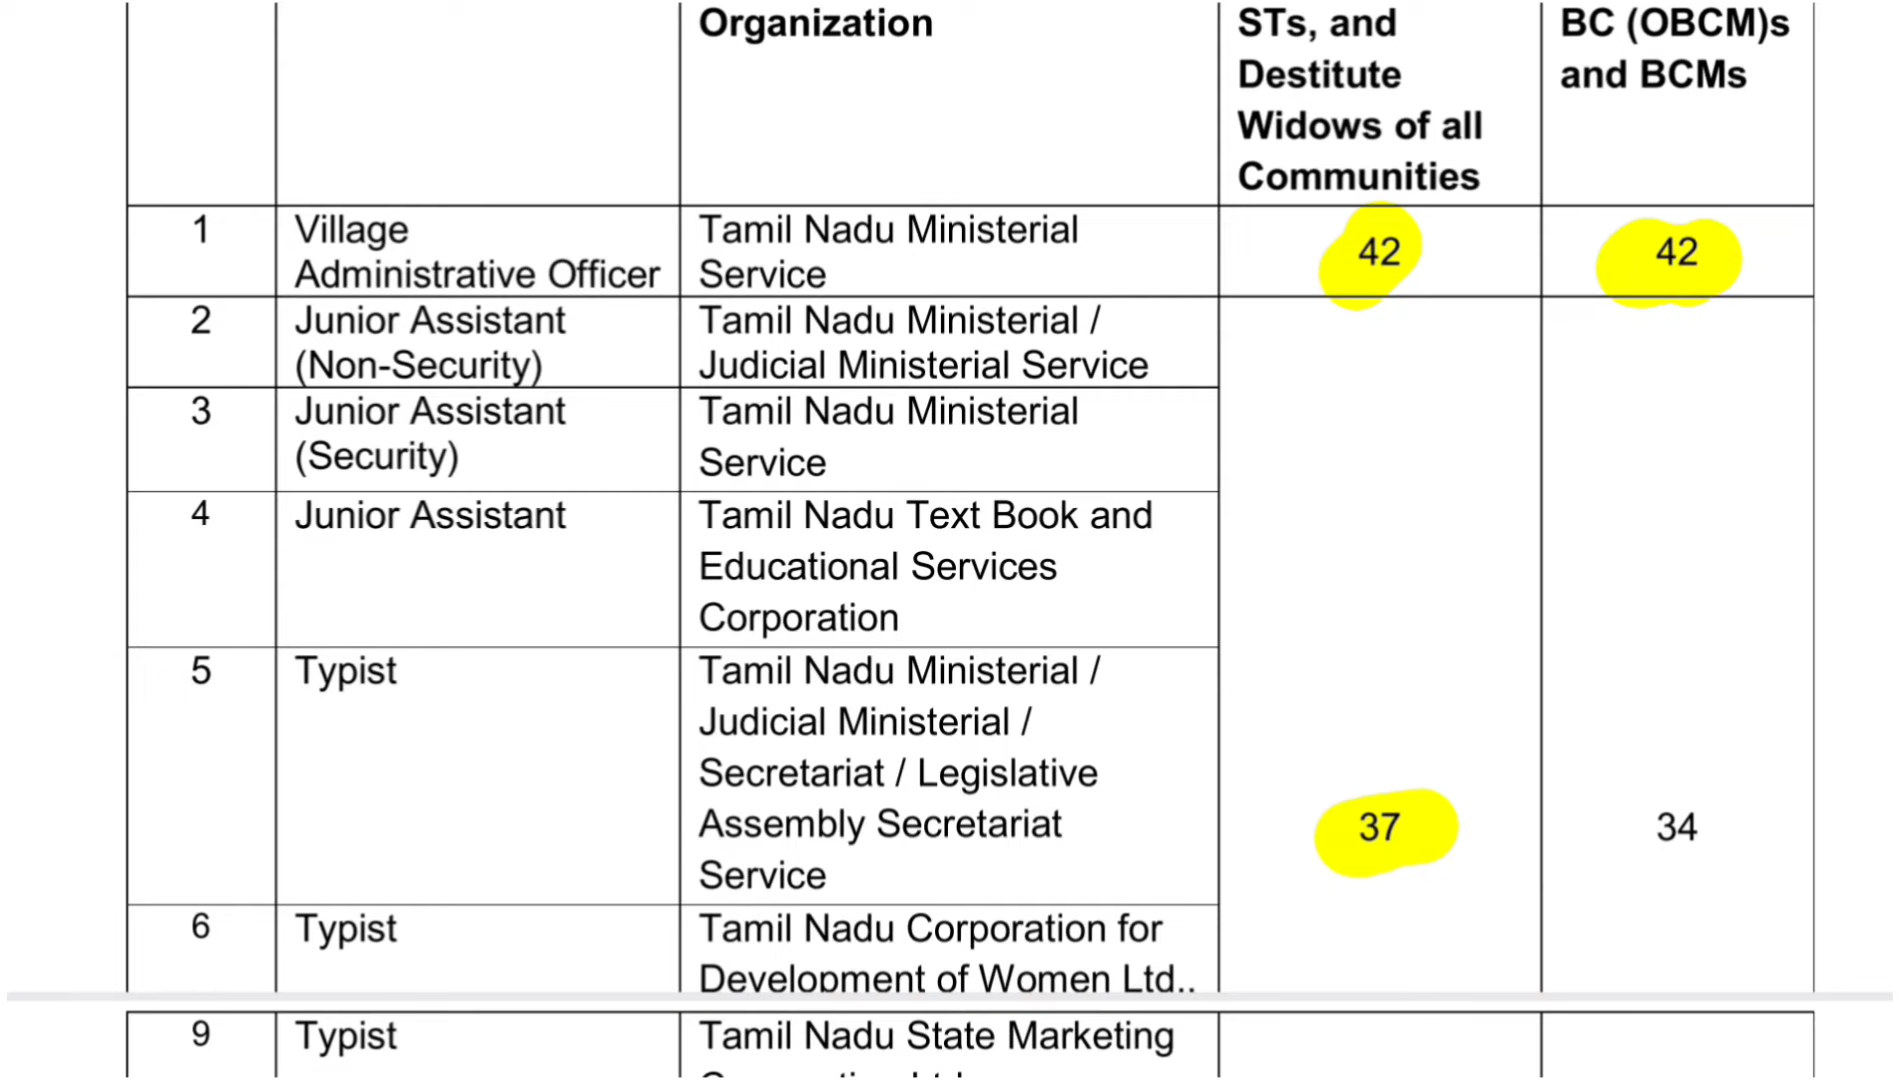 Organization
STs, and
Destitute
Widows of all
Communities
BC (OBCM)s
and BCMs
1
Village
Administrative Officer
Tamil Nadu Ministerial
Service
42
42
2
Junior Assistant
(Non-Security)
Tamil Nadu Ministerial /
Judicial Ministerial Service
3
Junior Assistant
(Security)
Tamil Nadu Ministerial
Service
4
Junior Assistant
Tamil Nadu Text Book and
Educational Services
Corporation
5
Typist
Tamil Nadu Ministerial /
Judicial Ministerial /
Secretariat / Legislative
Assembly Secretariat
Service
37
34
6
Typist
Tamil Nadu Corporation for
Development of Women Ltd..
9
Typist
Tamil Nadu State Marketing